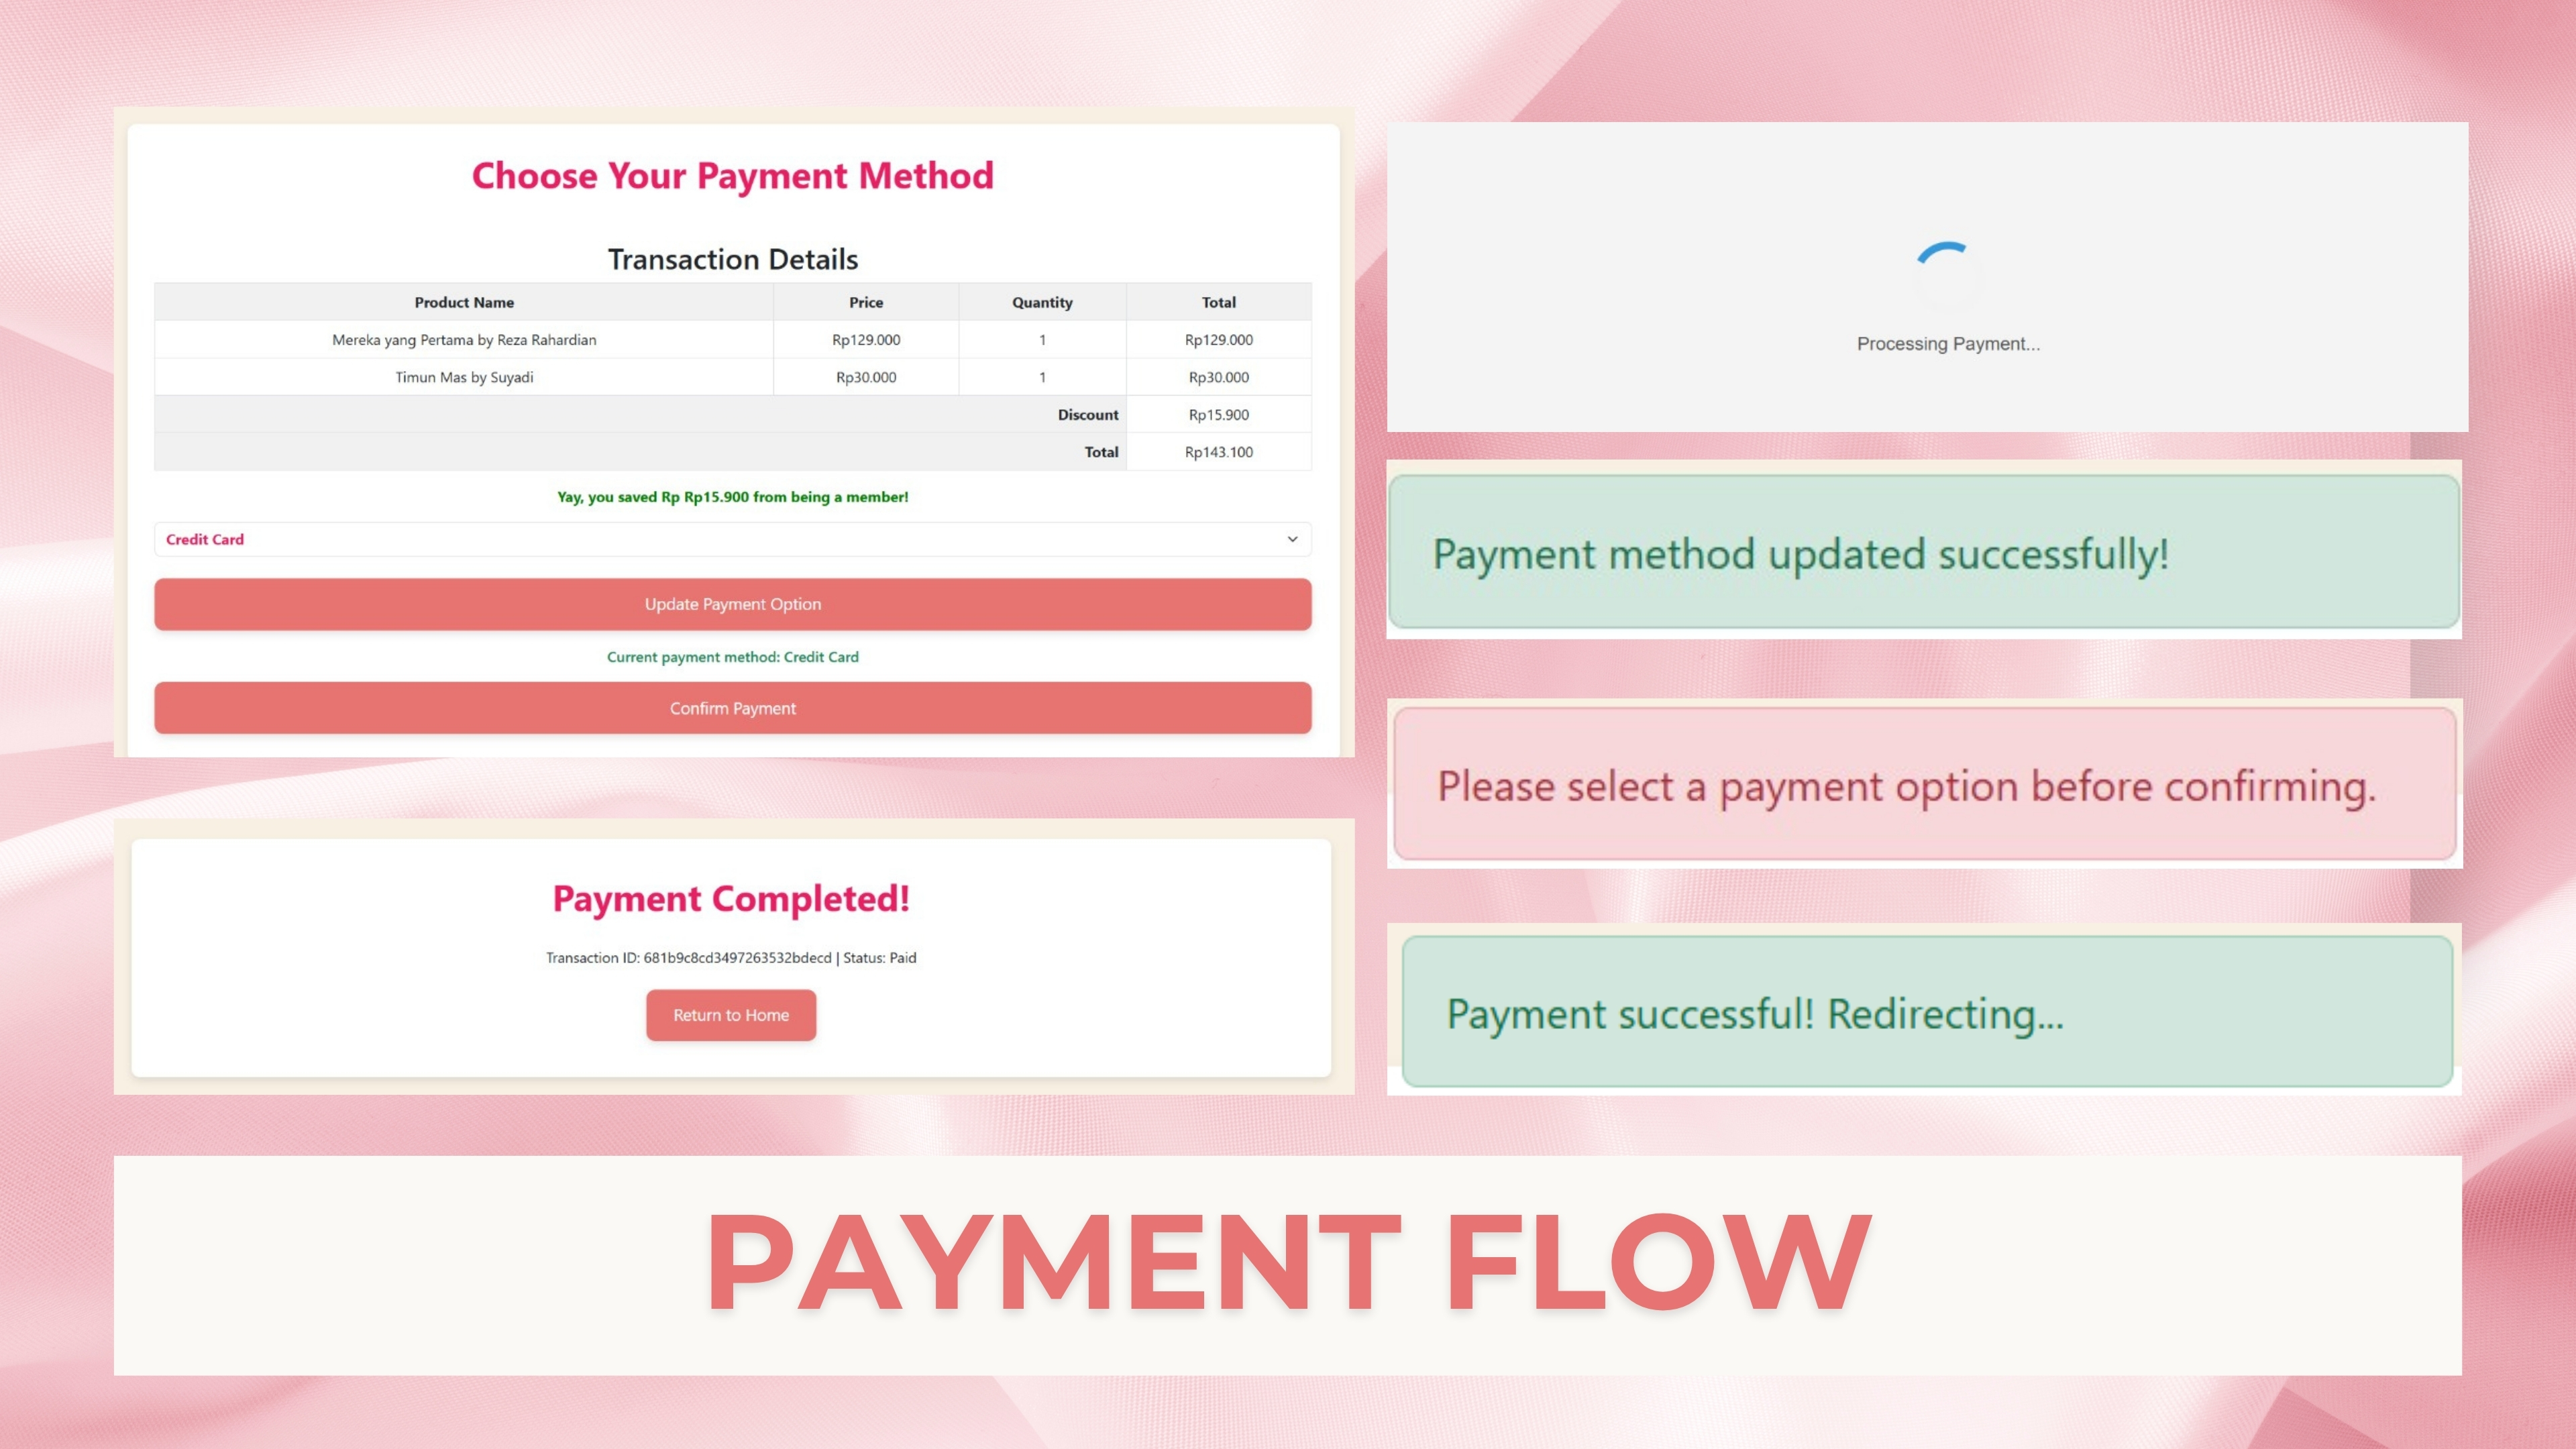 Choose Your Payment Method
Transaction Details
Product Name Price Quantity Total
Mereka yang Pertama by Reza Rahardian Rp129.000 1 Rp129.000
Timun Mas by Suyadi Rp30.000 1 Rp30.000
Discount Rp15.900
Total Rp143.100
Yay, you saved Rp Rp15.900 from being a member!
Credit Card
Update Payment Option
Current payment method: Credit Card
Confirm Payment
Payment Completed!
Transaction ID: 681b9c8cd3497263532bdecd | Status: Paid
Return to Home
Processing Payment...
Payment method updated successfully!
Please select a payment option before confirming.
Payment successful! Redirecting...
PAYMENT FLOW